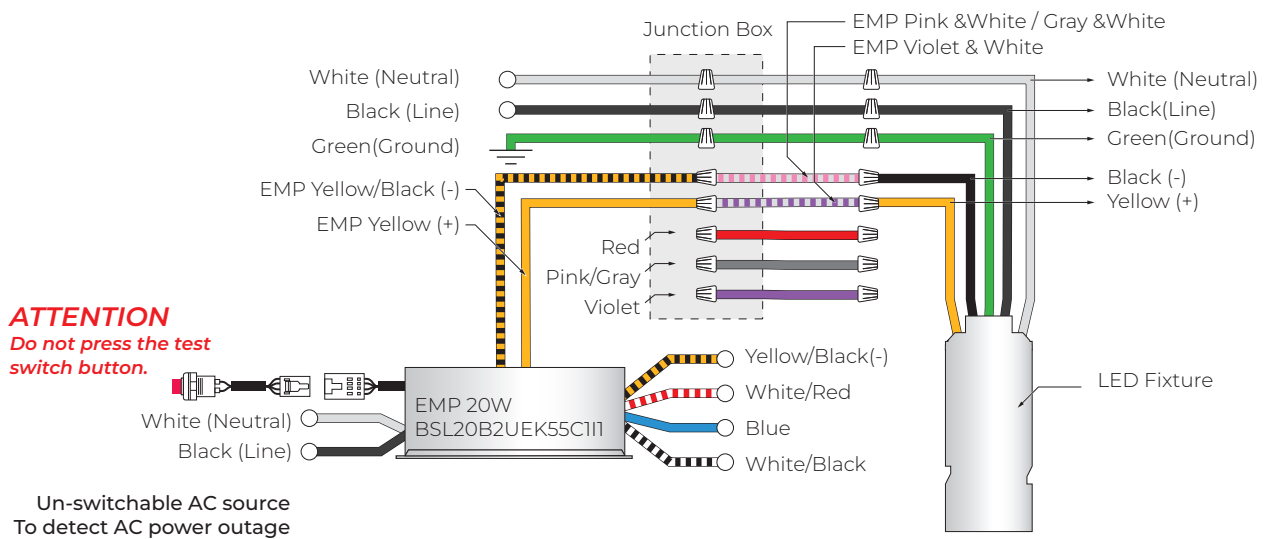 EMP Pink &White / Gray &White
Junction Box
EMP Violet & White
White (Neutral)
White (Neutral)
Black (Line)
Black(Line)
Green(Ground)
Green(Ground)
EMP Yellow/Black (-)
Black (-)
Yellow (+)
EMP Yellow (+)
Red
Pink/Gray
Violet
ATTENTION
Do not press the test
switch button.
Yellow/Black(-)
White/Red
Blue
White/Black
LED Fixture
EMP 20W
BSL20B2UEK55C1I1
White (Neutral)
Black (Line)
Un-switchable AC source
To detect AC power outage